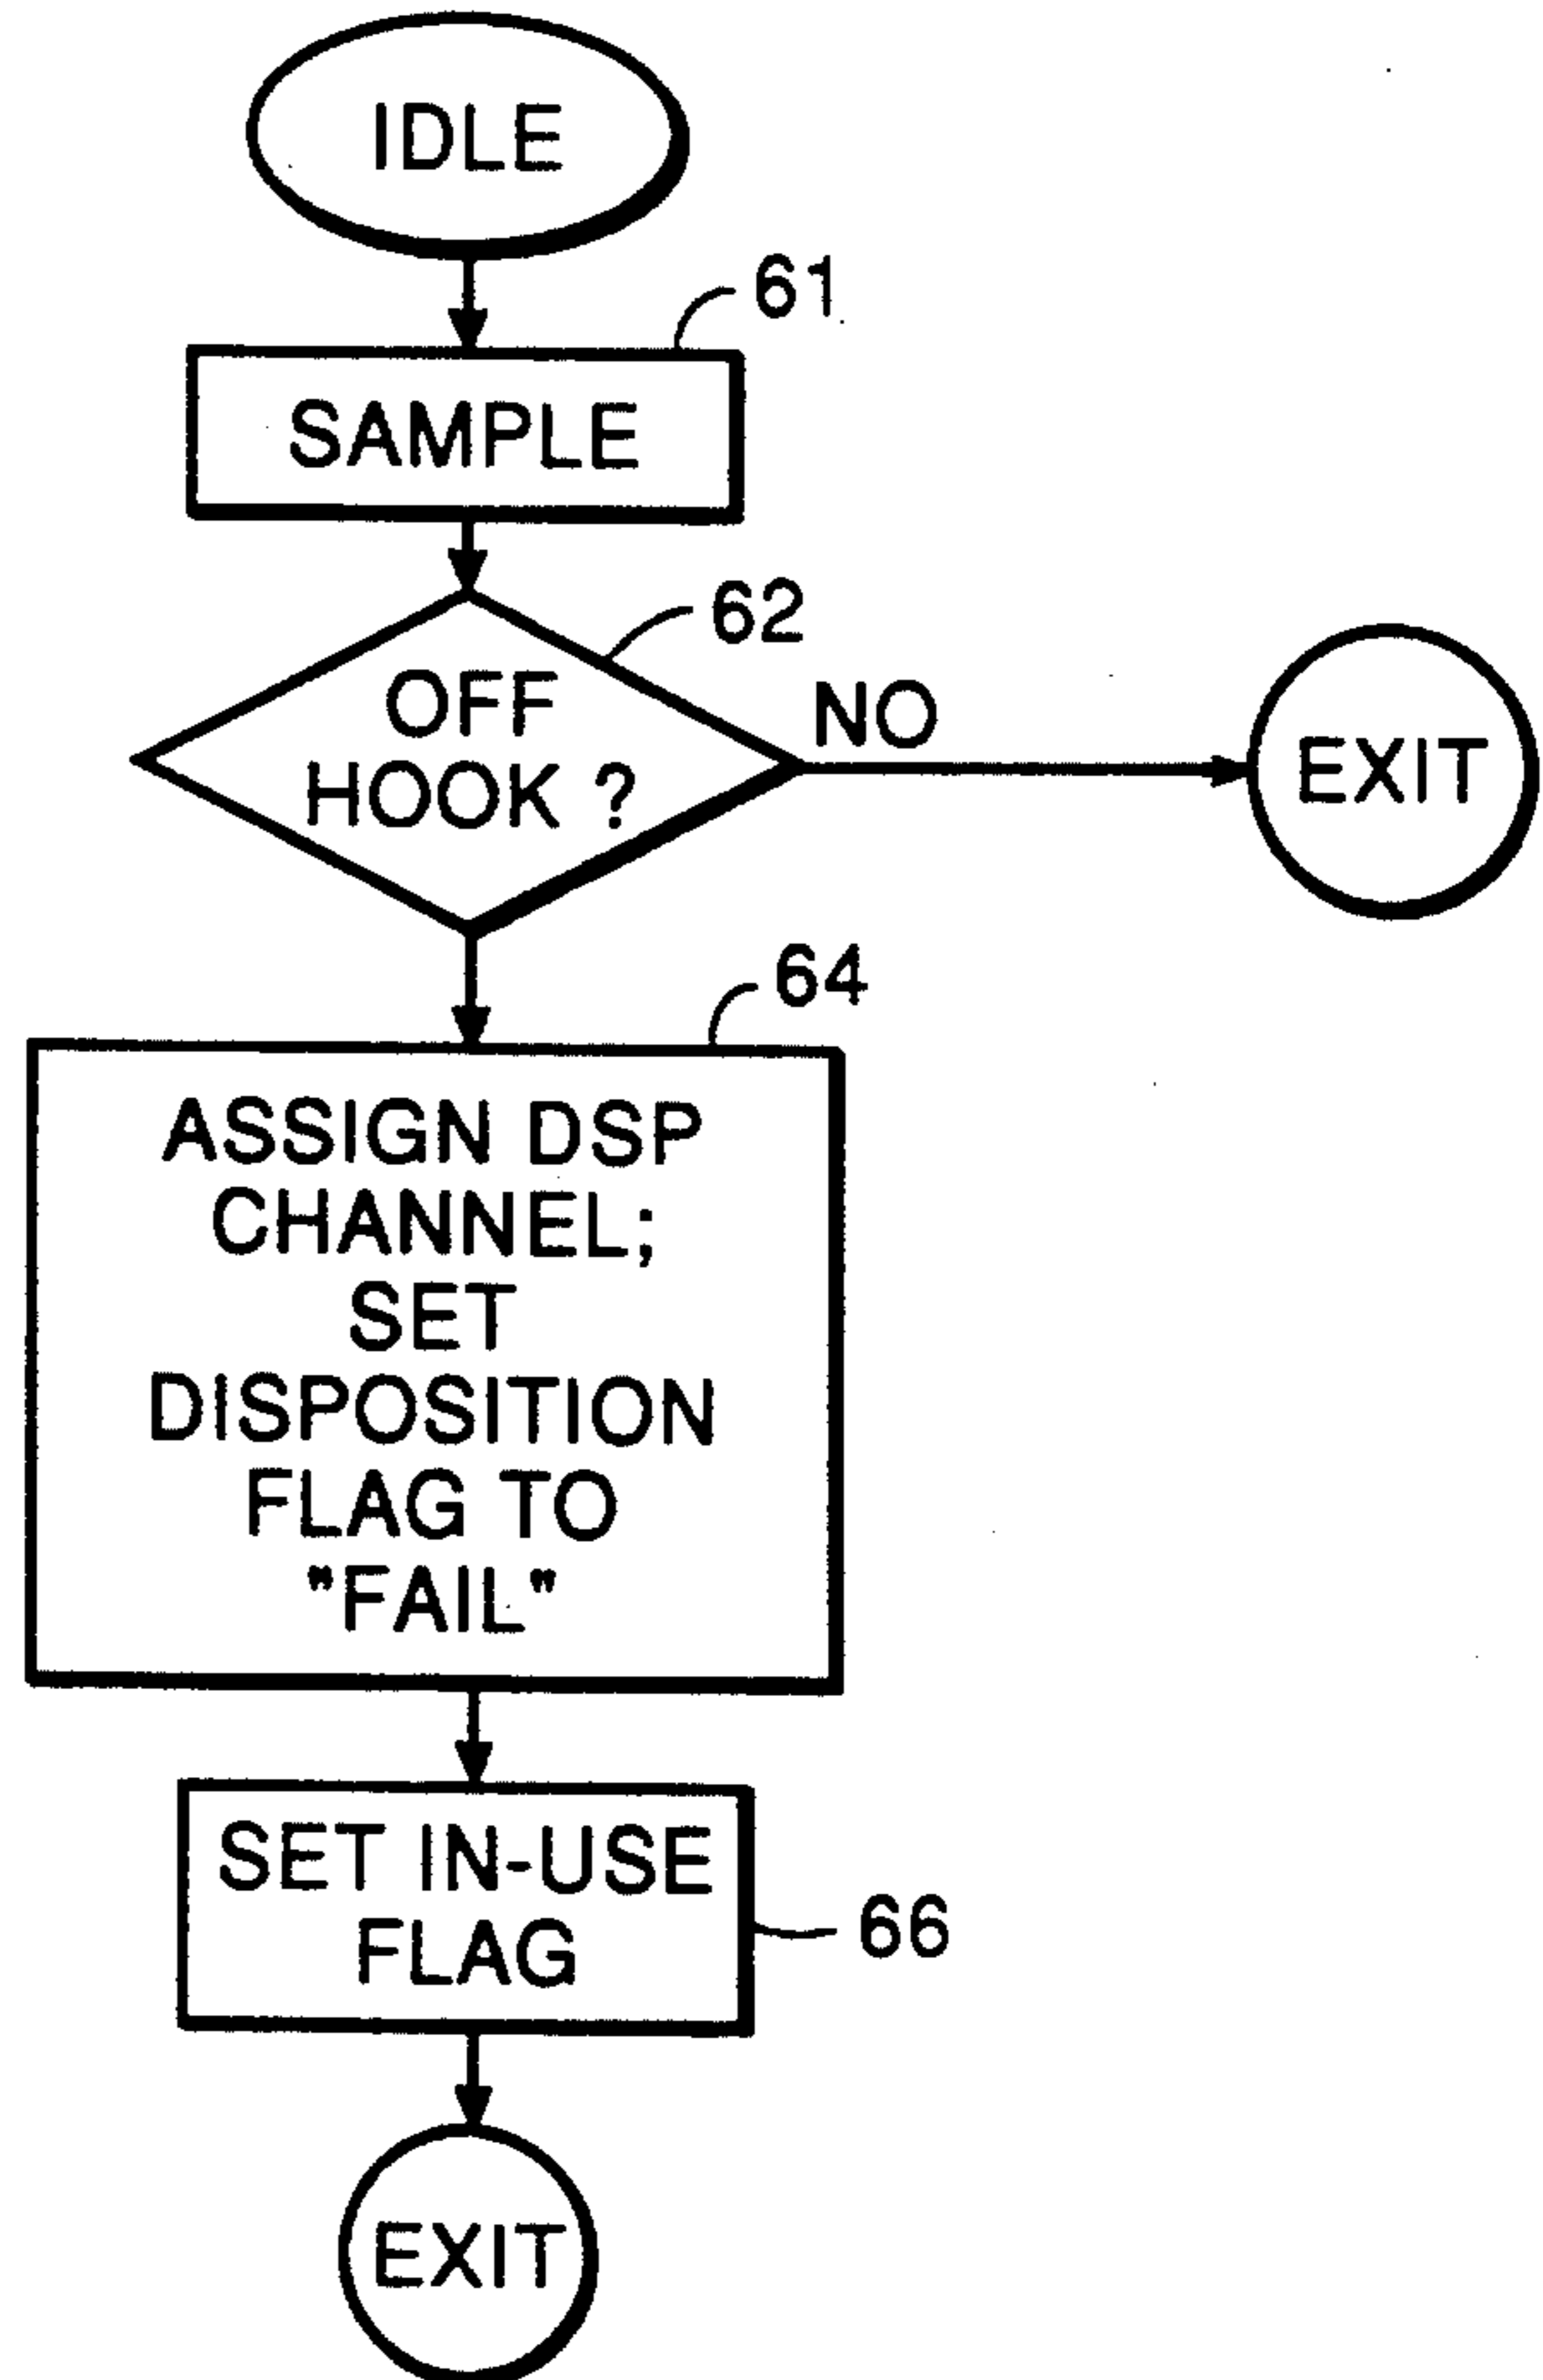 IDLE
61
SAMPLE
62
OFF
HOOK ?
NO
EXIT
64
ASSIGN DSP
CHANNEL;
SET
DISPOSITION
FLAG TO
"FAIL"
SET IN-USE
FLAG
66
EXIT